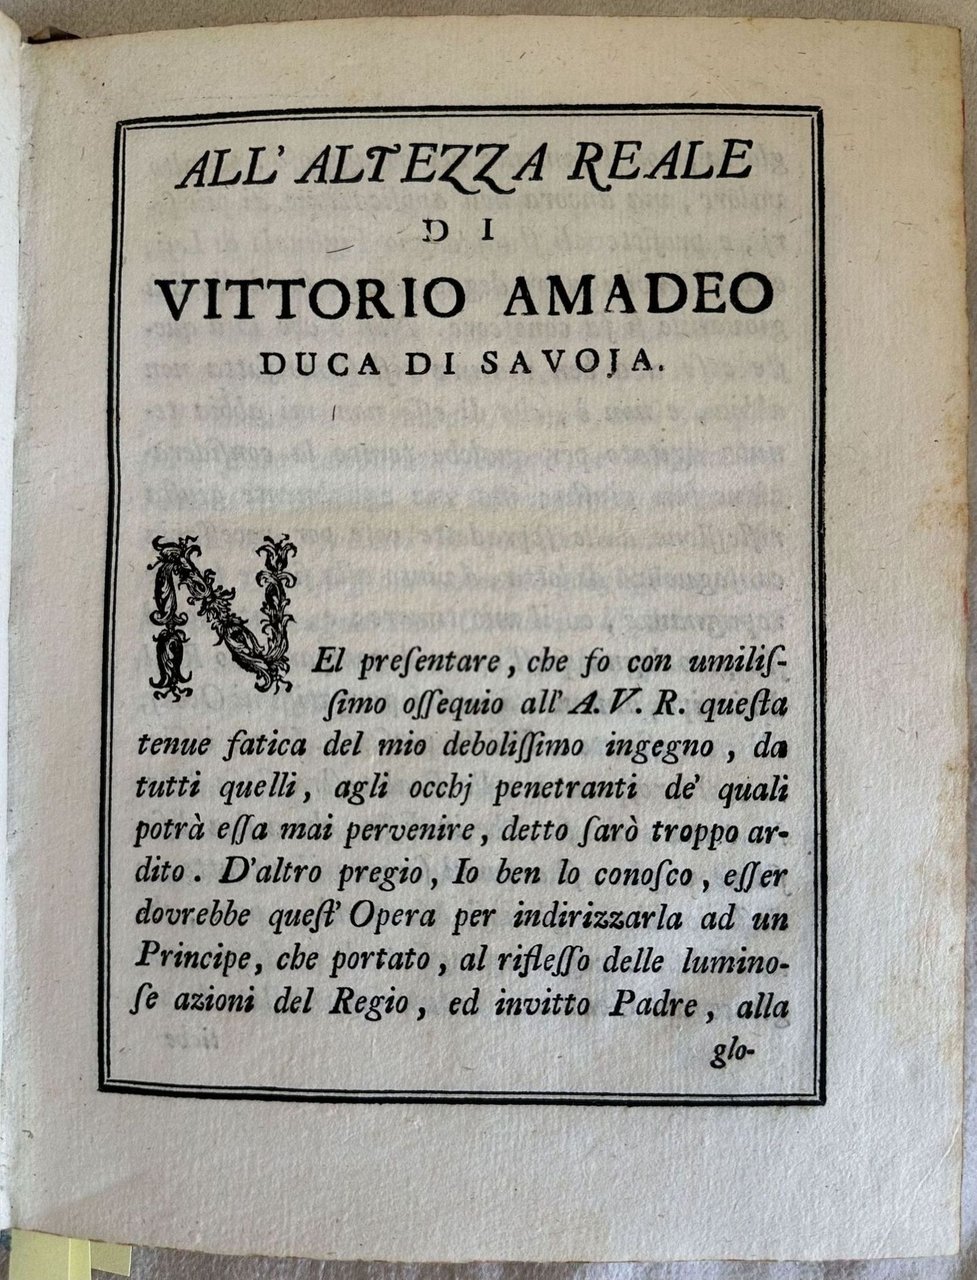 ALL' ALTEZZA REALE
DI
VITTORIO AMADEO
DUCA DI SAVOJA.
NEl preſentare, che fo con umiliſ-
ſimo oſſequio all' A. V. R. queſta
tenue fatica del mio deboliſſimo ingegno, da
tutti quelli, agli occhj penetranti de' quali
potrà eſſa mai pervenire, detto ſarò troppo ar-
dito. D'altro pregio, Io ben lo conoſco, eſſer
dovrebbe queſt' Opera per indirizzarla ad un
Principe, che portato, al rifleſſo delle lumino-
ſe azioni del Regio, ed invitto Padre, alla
glo-